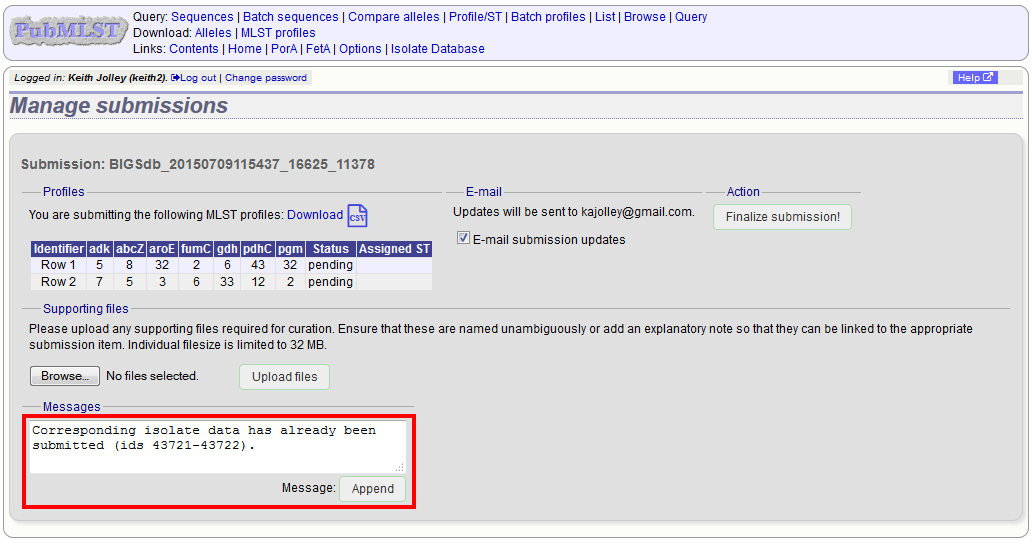 PubMLST
Query: Sequences | Batch sequences | Compare alleles | Profile/ST | Batch profiles | List | Browse | Query
Download: Alleles | MLST profiles
Links: Contents | Home | PorA | FetA | Options | Isolate Database
Logged in: Keith Jolley (keith2). Log out | Change password
Help
Manage submissions
Submission: BIGSdb_20150709115437_16625_11378
Profiles
You are submitting the following MLST profiles: Download CSV
Identifier adk abcZ aroE fumC gdh pdhC pgm Status Assigned ST
Row 1 5 8 32 2 6 43 32 pending
Row 2 7 5 3 6 33 12 2 pending
E-mail
Updates will be sent to kajolley@gmail.com.
E-mail submission updates
Action
Finalize submission!
Supporting files
Please upload any supporting files required for curation. Ensure that these are named unambiguously or add an explanatory note so that they can be linked to the appropriate
submission item. Individual filesize is limited to 32 MB.
Browse... No files selected. Upload files
Messages
Corresponding isolate data has already been
submitted (ids 43721-43722).
Message: Append